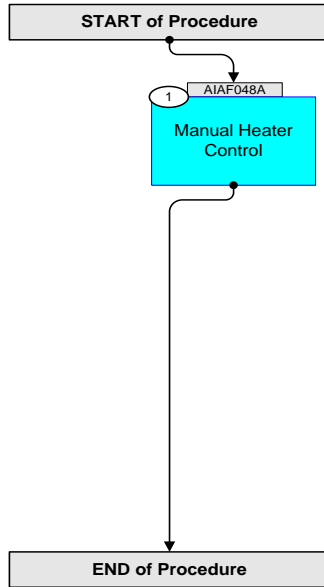 START of Procedure
AIAF048A
1
Manual Heater
Control
END of Procedure